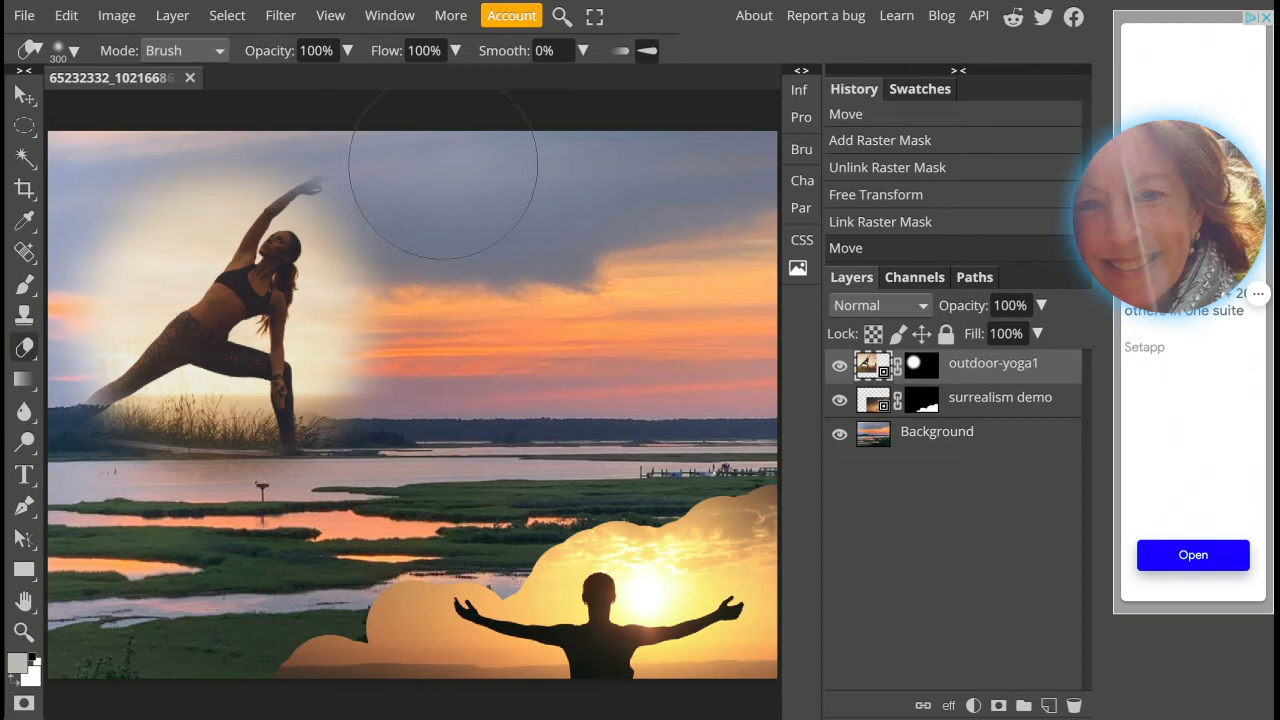 File Edit Image Layer Select Filter View Window More Account About Report a bug Learn Blog API
300 Mode: Brush Opacity: 100% Flow: 100% Smooth: 0%
> < < > > <
65232332_10216686
Inf
Pro
Bru
Cha
Par
CSS
History Swatches
Move
Add Raster Mask
Unlink Raster Mask
Free Transform
Link Raster Mask
Move
Layers Channels Paths
Normal Opacity: 100%
Lock: Fill: 100%
outdoor-yoga1
surrealism demo
Background
eff
others in one suite
Setapp
Open